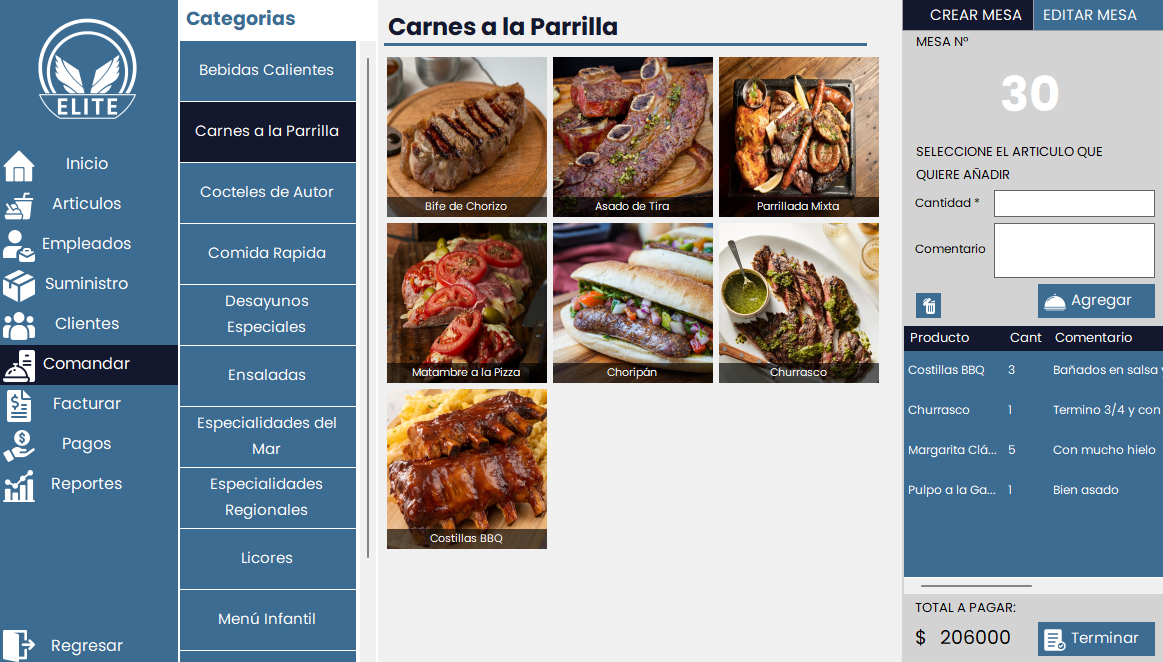 ELITE
Inicio
Articulos
Empleados
Suministro
Clientes
Comandar
Facturar
Pagos
Reportes
Regresar
Categorias
Bebidas Calientes
Carnes a la Parrilla
Cocteles de Autor
Comida Rapida
Desayunos
Especiales
Ensaladas
Especialidades del
Mar
Especialidades
Regionales
Licores
Menú Infantil
Carnes a la Parrilla
Bife de Chorizo
Asado de Tira
Parrillada Mixta
Matambre a la Pizza
Choripán
Churrasco
Costillas BBQ
CREAR MESA
EDITAR MESA
MESA Nº
30
SELECCIONE EL ARTICULO QUE
QUIERE AÑADIR
Cantidad *
Comentario
Agregar
Producto Cant Comentario
Costillas BBQ 3 Bañados en salsa
Churrasco 1 Termino 3/4 y con
Margarita Clá... 5 Con mucho hielo
Pulpo a la Ga... 1 Bien asado
TOTAL A PAGAR:
$ 206000
Terminar